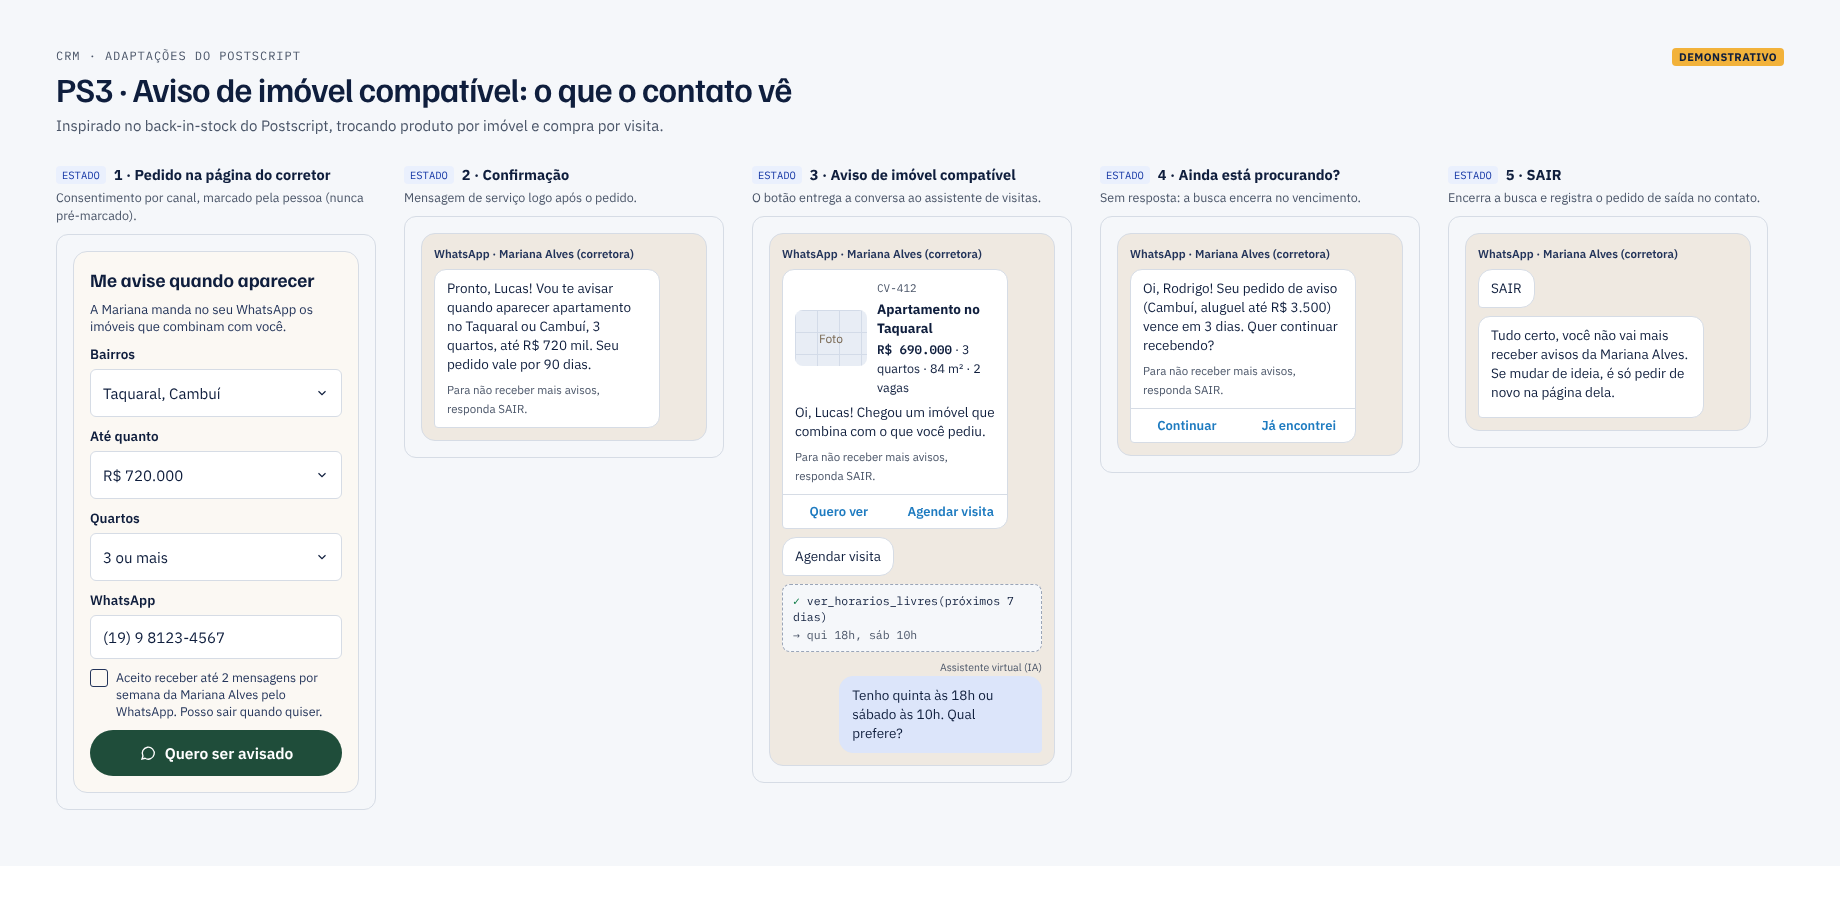 CRM · ADAPTAÇÕES DO POSTSCRIPT
DEMONSTRATIVO
PS3 · Aviso de imóvel compatível: o que o contato vê
Inspirado no back-in-stock do Postscript, trocando produto por imóvel e compra por visita.
ESTADO 1 · Pedido na página do corretor
Consentimento por canal, marcado pela pessoa (nunca
pré-marcado).
Me avise quando aparecer
A Mariana manda no seu WhatsApp os
imóveis que combinam com você.
Bairros
Taquaral, Cambuí
Até quanto
R$ 720.000
Quartos
3 ou mais
WhatsApp
(19) 9 8123-4567
Aceito receber até 2 mensagens por
semana da Mariana Alves pelo
WhatsApp. Posso sair quando quiser.
Quero ser avisado
ESTADO 2 · Confirmação
Mensagem de serviço logo após o pedido.
WhatsApp · Mariana Alves (corretora)
Pronto, Lucas! Vou te avisar
quando aparecer apartamento
no Taquaral ou Cambuí, 3
quartos, até R$ 720 mil. Seu
pedido vale por 90 dias.
Para não receber mais avisos,
responda SAIR.
ESTADO 3 · Aviso de imóvel compatível
O botão entrega a conversa ao assistente de visitas.
WhatsApp · Mariana Alves (corretora)
Foto
CV-412
Apartamento no
Taquaral
R$ 690.000 · 3
quartos · 84 m² · 2
vagas
Oi, Lucas! Chegou um imóvel que
combina com o que você pediu.
Para não receber mais avisos,
responda SAIR.
Quero ver Agendar visita
Agendar visita
✓ ver_horarios_livres(próximos 7
dias)
→ qui 18h, sáb 10h
Assistente virtual (IA)
Tenho quinta às 18h ou
sábado às 10h. Qual
prefere?
ESTADO 4 · Ainda está procurando?
Sem resposta: a busca encerra no vencimento.
WhatsApp · Mariana Alves (corretora)
Oi, Rodrigo! Seu pedido de aviso
(Cambuí, aluguel até R$ 3.500)
vence em 3 dias. Quer continuar
recebendo?
Para não receber mais avisos,
responda SAIR.
Continuar Já encontrei
ESTADO 5 · SAIR
Encerra a busca e registra o pedido de saída no contato.
WhatsApp · Mariana Alves (corretora)
SAIR
Tudo certo, você não vai mais
receber avisos da Mariana Alves.
Se mudar de ideia, é só pedir de
novo na página dela.